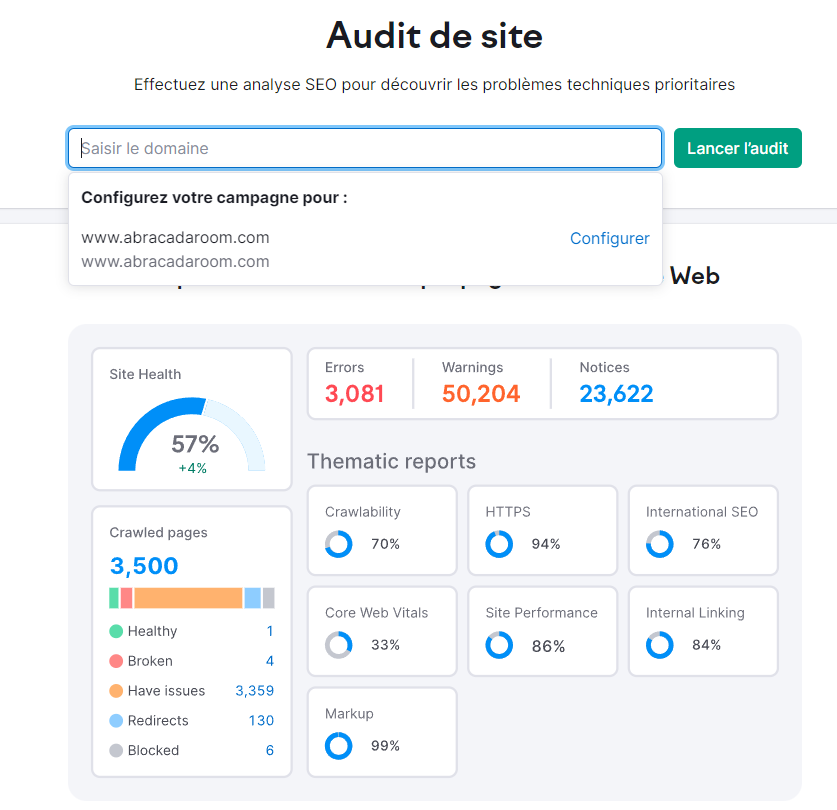 Audit de site
Effectuez une analyse SEO pour découvrir les problèmes techniques prioritaires
Saisir le domaine
Lancer l’audit
Configurez votre campagne pour :
www.abracadaroom.com
Configurer
www.abracadaroom.com
Web
Site Health
57%
+4%
Errors
3,081
Warnings
50,204
Notices
23,622
Thematic reports
Crawlability
70%
HTTPS
94%
International SEO
76%
Crawled pages
3,500
Healthy 1
Broken 4
Have issues 3,359
Redirects 130
Blocked 6
Core Web Vitals
33%
Site Performance
86%
Internal Linking
84%
Markup
99%